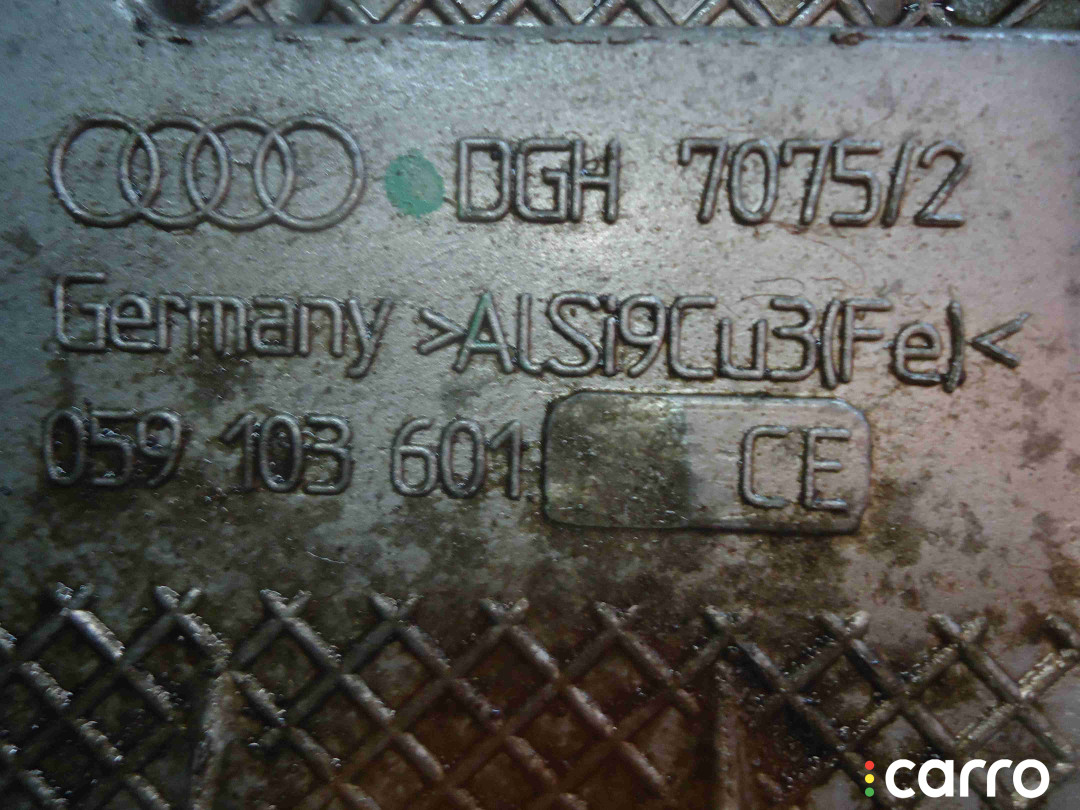 DGH 7075/2
Germany >AlSi9Cu3(Fe)<
059 103 601 CE
carro